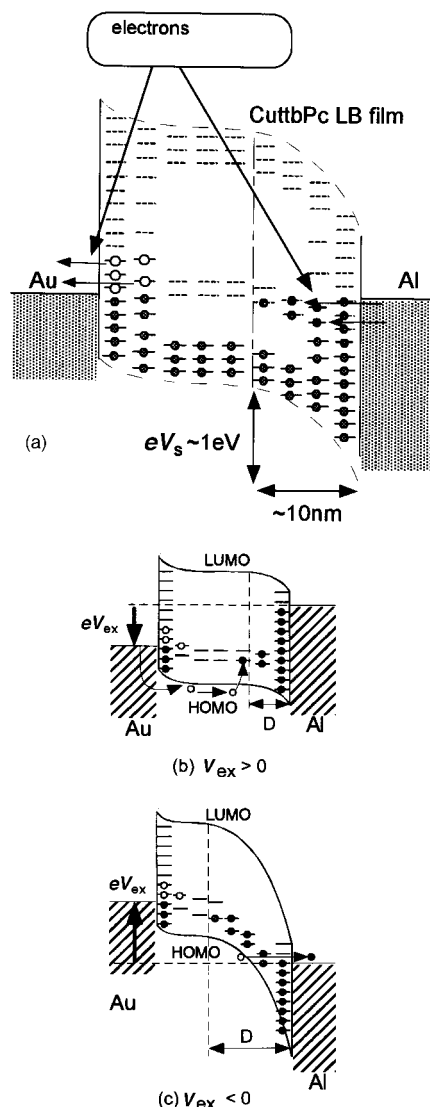 electrons
CuttbPc LB film
Au
Al
eVs ~1eV
(a)
~10nm
LUMO
eVex
HOMO
D
Au
Al
(b) Vex > 0
LUMO
eVex
HOMO
Au
D
Al
(c) Vex < 0